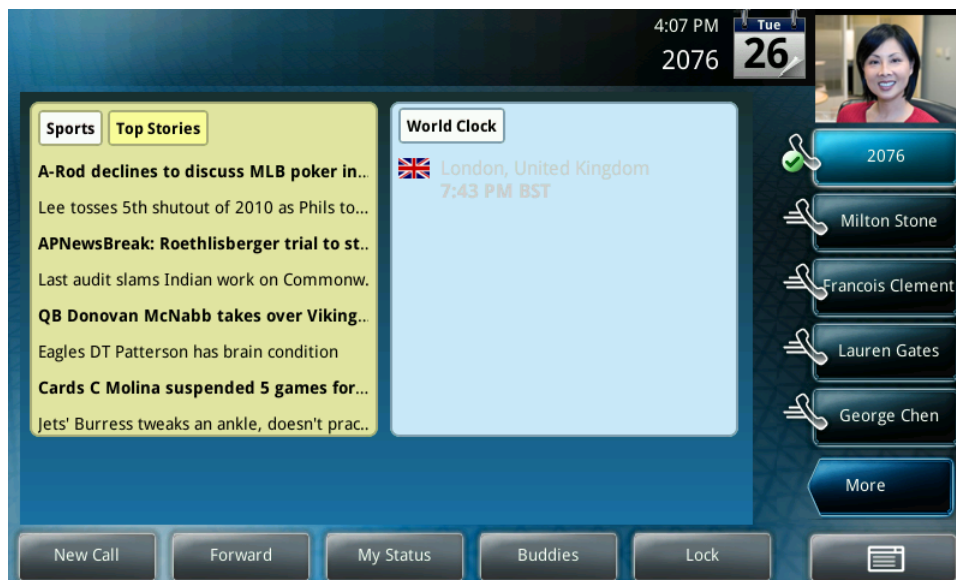 4:07 PM
2076
Tue
26
Sports Top Stories
A-Rod declines to discuss MLB poker in..
Lee tosses 5th shutout of 2010 as Phils to...
APNewsBreak: Roethlisberger trial to st..
Last audit slams Indian work on Commonw.
QB Donovan McNabb takes over Viking..
Eagles DT Patterson has brain condition
Cards C Molina suspended 5 games for...
Jets' Burress tweaks an ankle, doesn't prac..
World Clock
London, United Kingdom
7:43 PM BST
2076
Milton Stone
Francois Clement
Lauren Gates
George Chen
More
New Call Forward My Status Buddies Lock